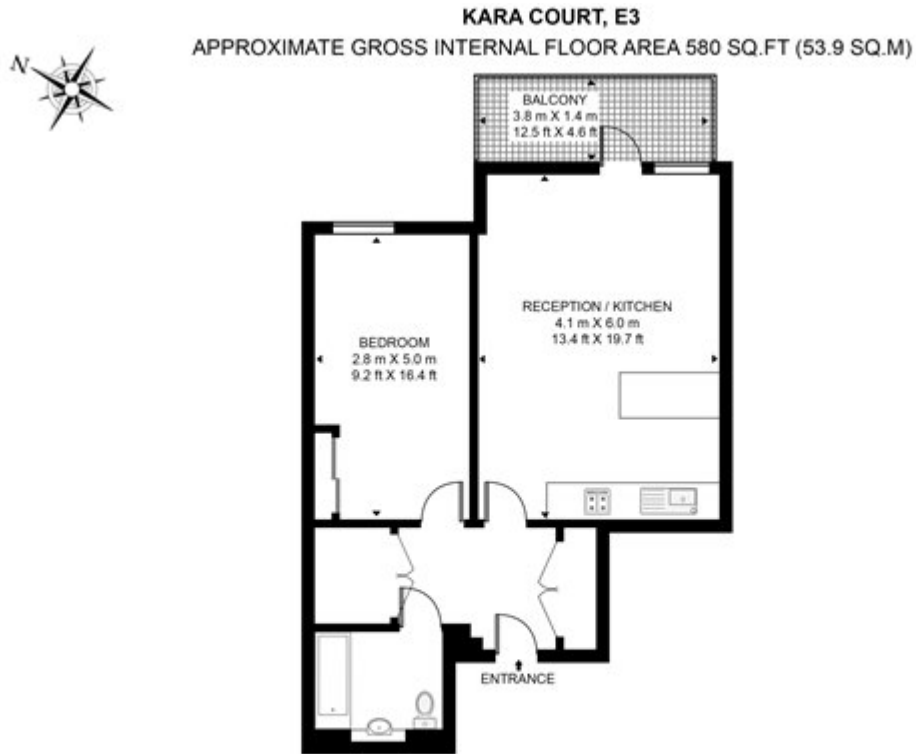 KARA COURT, E3
APPROXIMATE GROSS INTERNAL FLOOR AREA 580 SQ.FT (53.9 SQ.M)
N
BALCONY
3.8 m X 1.4 m
12.5 ft X 4.6 ft
RECEPTION / KITCHEN
4.1 m X 6.0 m
13.4 ft X 19.7 ft
BEDROOM
2.8 m X 5.0 m
9.2 ft X 16.4 ft
ENTRANCE